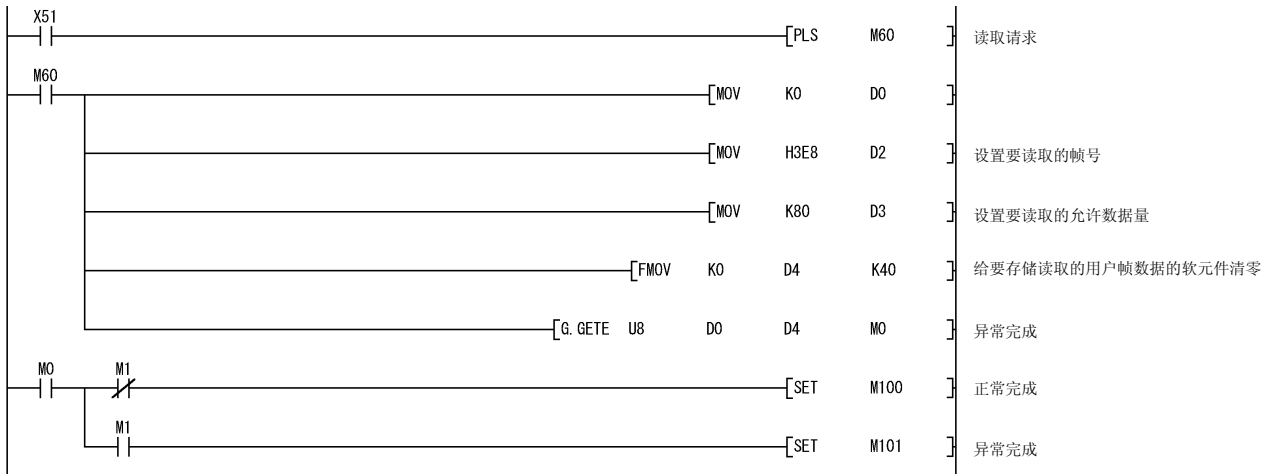 X51
[PLS M60 ] 读取请求
M60
[MOV K0 D0 ]
[MOV H3E8 D2 ] 设置要读取的帧号
[MOV K80 D3 ] 设置要读取的允许数据量
[FMOV K0 D4 K40 ] 给要存储读取的用户帧数据的软元件清零
[G.GETE U8 D0 D4 M0 ] 异常完成
M0 M1
[SET M100 ] 正常完成
M1
[SET M101 ] 异常完成